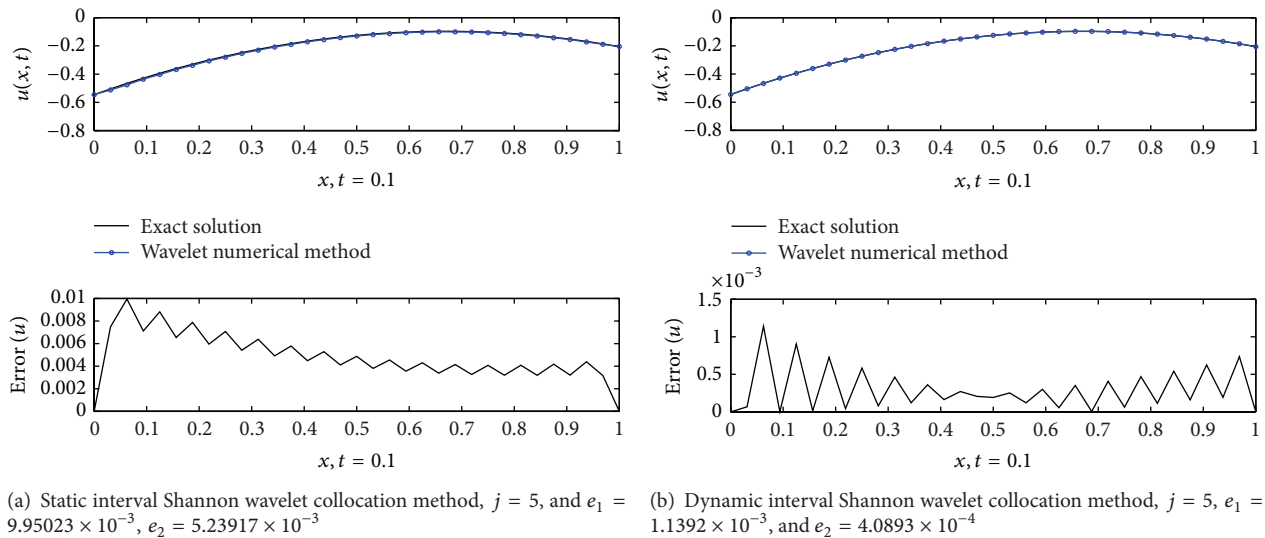 0
−0.2
−0.4
−0.6
−0.8
u(x, t)
0 0.1 0.2 0.3 0.4 0.5 0.6 0.7 0.8 0.9 1
x, t = 0.1
Exact solution
Wavelet numerical method
0.01
0.008
0.006
0.004
0.002
0
Error (u)
0 0.1 0.2 0.3 0.4 0.5 0.6 0.7 0.8 0.9 1
x, t = 0.1
(a) Static interval Shannon wavelet collocation method, j = 5, and e₁ =
9.95023 × 10⁻³, e₂ = 5.23917 × 10⁻³
0
−0.2
−0.4
−0.6
−0.8
u(x, t)
0 0.1 0.2 0.3 0.4 0.5 0.6 0.7 0.8 0.9 1
x, t = 0.1
Exact solution
Wavelet numerical method
×10⁻³
1.5
1
0.5
0
Error (u)
0 0.1 0.2 0.3 0.4 0.5 0.6 0.7 0.8 0.9 1
x, t = 0.1
(b) Dynamic interval Shannon wavelet collocation method, j = 5, e₁ =
1.1392 × 10⁻³, and e₂ = 4.0893 × 10⁻⁴